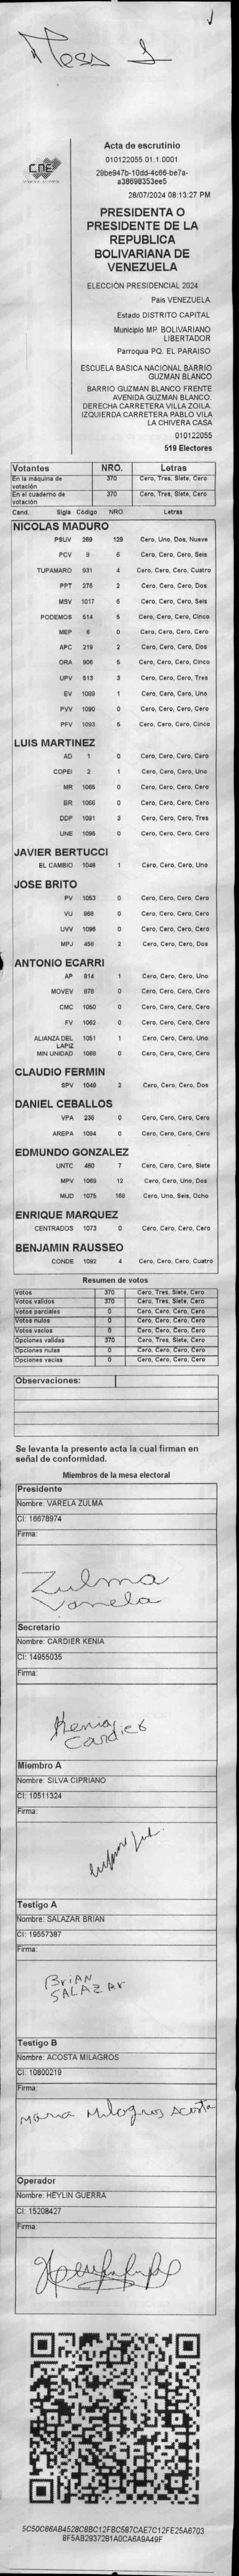 Mesa 1
CNE
Acta de escrutinio
010122055.01.1.0001
29be947b-10dd-4c66-be7a-
a38698353ee5
28/07/2024 08:13:27 PM
PRESIDENTA O
PRESIDENTE DE LA
REPUBLICA
BOLIVARIANA DE
VENEZUELA
ELECCIÓN PRESIDENCIAL 2024
Pais VENEZUELA
Estado DISTRITO CAPITAL
Municipio MP. BOLIVARIANO
LIBERTADOR
Parroquia PQ. EL PARAISO
ESCUELA BASICA NACIONAL BARRIO
GUZMAN BLANCO
BARRIO GUZMAN BLANCO FRENTE
AVENIDA GUZMAN BLANCO.
DERECHA CARRETERA VILLA ZOILA.
IZQUIERDA CARRETERA PABLO VILA
LA CHIVERA CASA
010122055
519 Electores
Votantes NRO. Letras
En la máquina de votación 370 Cero, Tres, Siete, Cero
En el cuaderno de votación 370 Cero, Tres, Siete, Cero
Cand. Sigla Código NRO. Letras
NICOLAS MADURO
PSUV 269 129 Cero, Uno, Dos, Nueve
PCV 9 6 Cero, Cero, Cero, Seis
TUPAMARO 931 4 Cero, Cero, Cero, Cuatro
PPT 276 2 Cero, Cero, Cero, Dos
MSV 1017 6 Cero, Cero, Cero, Seis
PODEMOS 514 5 Cero, Cero, Cero, Cinco
MEP 6 0 Cero, Cero, Cero, Cero
APC 219 2 Cero, Cero, Cero, Dos
ORA 906 5 Cero, Cero, Cero, Cinco
UPV 513 3 Cero, Cero, Cero, Tres
EV 1089 1 Cero, Cero, Cero, Uno
PVV 1090 0 Cero, Cero, Cero, Cero
PFV 1093 5 Cero, Cero, Cero, Cinco
LUIS MARTINEZ
AD 1 0 Cero, Cero, Cero, Cero
COPEI 2 1 Cero, Cero, Cero, Uno
MR 1065 0 Cero, Cero, Cero, Cero
BR 1066 0 Cero, Cero, Cero, Cero
DDP 1091 3 Cero, Cero, Cero, Tres
UNE 1095 0 Cero, Cero, Cero, Cero
JAVIER BERTUCCI
EL CAMBIO 1048 1 Cero, Cero, Cero, Uno
JOSE BRITO
PV 1053 0 Cero, Cero, Cero, Cero
VU 868 0 Cero, Cero, Cero, Cero
UVV 1096 0 Cero, Cero, Cero, Cero
MPJ 456 2 Cero, Cero, Cero, Dos
ANTONIO ECARRI
AP 814 1 Cero, Cero, Cero, Uno
MOVEV 878 0 Cero, Cero, Cero, Cero
CMC 1050 0 Cero, Cero, Cero, Cero
FV 1062 0 Cero, Cero, Cero, Cero
ALIANZA DEL LAPIZ 1051 1 Cero, Cero, Cero, Uno
MIN UNIDAD 1088 0 Cero, Cero, Cero, Cero
CLAUDIO FERMIN
SPV 1049 2 Cero, Cero, Cero, Dos
DANIEL CEBALLOS
VPA 236 0 Cero, Cero, Cero, Cero
AREPA 1094 0 Cero, Cero, Cero, Cero
EDMUNDO GONZALEZ
UNTC 460 7 Cero, Cero, Cero, Siete
MPV 1069 12 Cero, Cero, Uno, Dos
MUD 1075 168 Cero, Uno, Seis, Ocho
ENRIQUE MARQUEZ
CENTRADOS 1073 0 Cero, Cero, Cero, Cero
BENJAMIN RAUSSEO
CONDE 1092 4 Cero, Cero, Cero, Cuatro
Resumen de votos
Votos 370 Cero, Tres, Siete, Cero
Votos validos 370 Cero, Tres, Siete, Cero
Votos parciales 0 Cero, Cero, Cero, Cero
Votos nulos 0 Cero, Cero, Cero, Cero
Votos vacios 0 Cero, Cero, Cero, Cero
Opciones validas 370 Cero, Tres, Siete, Cero
Opciones nulas 0 Cero, Cero, Cero, Cero
Opciones vacias 0 Cero, Cero, Cero, Cero
Observaciones:
Se levanta la presente acta la cual firman en
señal de conformidad.
Miembros de la mesa electoral
Presidente
Nombre: VARELA ZULMA
CI: 16678974
Firma:
Zulma
Varela
Secretario
Nombre: CARDIER KENIA
CI: 14955035
Firma:
Kenia
Cardier
Miembro A
Nombre: SILVA CIPRIANO
CI: 10511324
Firma:
Testigo A
Nombre: SALAZAR BRIAN
CI: 19557387
Firma:
BRIAN
SALAZAR
Testigo B
Nombre: ACOSTA MILAGROS
CI: 10800219
Firma:
Maria Milagros Acosta
Operador
Nombre: HEYLIN GUERRA
CI: 15208427
Firma:
5C50C66AB4528C8BC12FBC587CAE7C12FE25A6703
8F5AB2937281A0CA6A9A49F